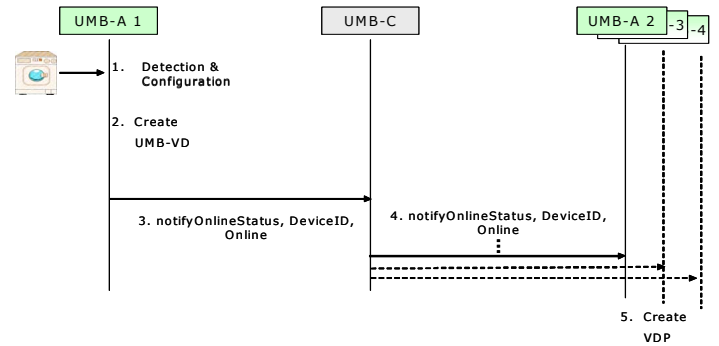 UMB-A 1
UMB-C
UMB-A 2
-3
-4
1. Detection &
Configuration
2. Create
UMB-VD
3. notifyOnlineStatus, DeviceID,
Online
4. notifyOnlineStatus, DeviceID,
Online
5. Create
VDP